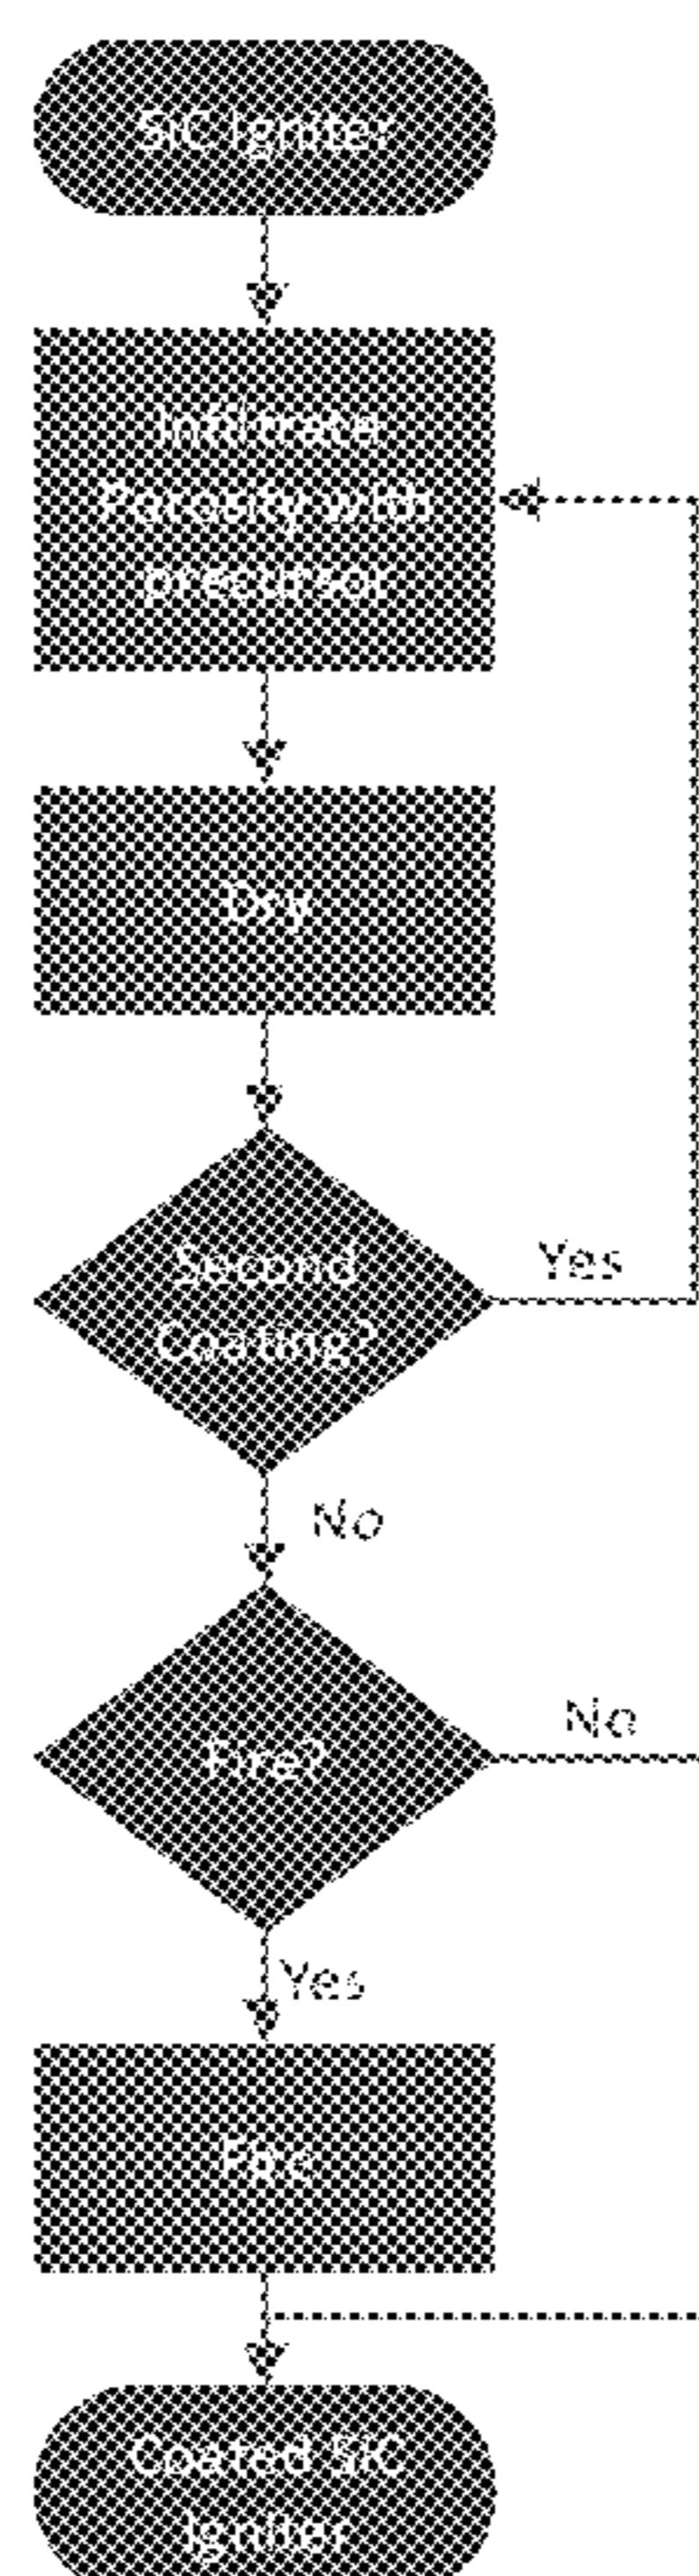 SiC Igniter
Infiltrate
Porosity with
precursor
Dry
Second
Coating?
Yes
No
Fire?
No
Yes
Fire
Coated SiC
Igniter